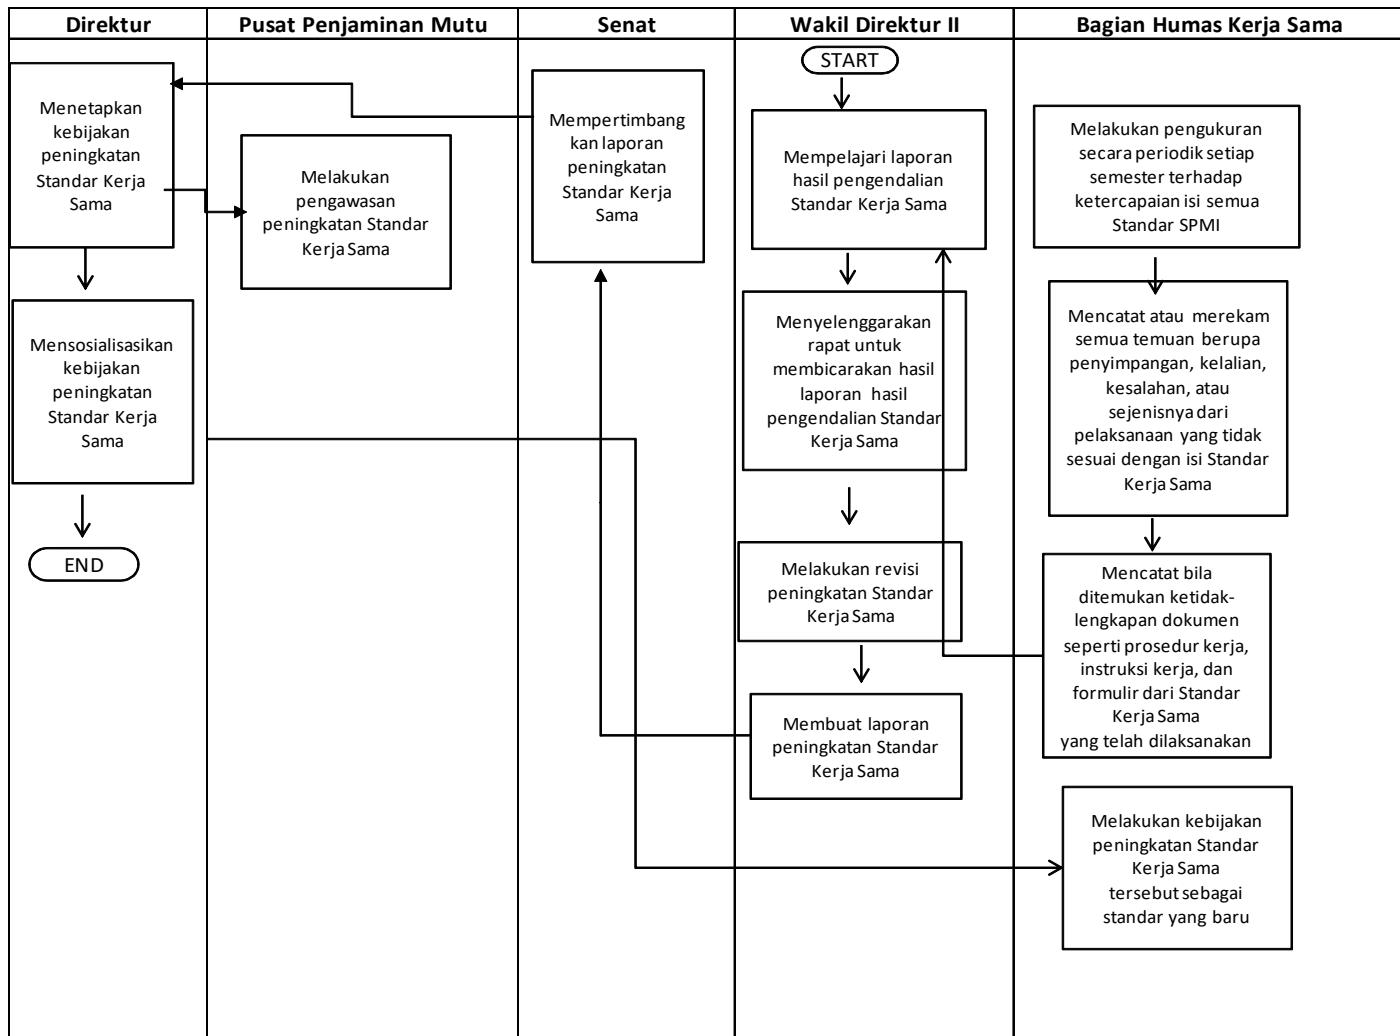 Direktur
Pusat Penjaminan Mutu
Senat
Wakil Direktur II
Bagian Humas Kerja Sama
Menetapkan
kebijakan
peningkatan
Standar Kerja
Sama
Mensosialisasikan
kebijakan
peningkatan
Standar Kerja
Sama
END
Melakukan
pengawasan
peningkatan Standar
Kerja Sama
Mempertimbang
kan laporan
peningkatan
Standar Kerja
Sama
START
Mempelajari laporan
hasil pengendalian
Standar Kerja Sama
Menyelenggarakan
rapat untuk
membicarakan hasil
laporan hasil
pengendalian Standar
Kerja Sama
Melakukan revisi
peningkatan Standar
Kerja Sama
Membuat laporan
peningkatan Standar
Kerja Sama
Melakukan pengukuran
secara periodik setiap
semester terhadap
ketercapaian isi semua
Standar SPMI
Mencatat atau merekam
semua temuan berupa
penyimpangan, kelalian,
kesalahan, atau
sejenisnya dari
pelaksanaan yang tidak
sesuai dengan isi Standar
Kerja Sama
Mencatat bila
ditemukan ketidak-
lengkapan dokumen
seperti prosedur kerja,
instruksi kerja, dan
formulir dari Standar
Kerja Sama
yang telah dilaksanakan
Melakukan kebijakan
peningkatan Standar
Kerja Sama
tersebut sebagai
standar yang baru